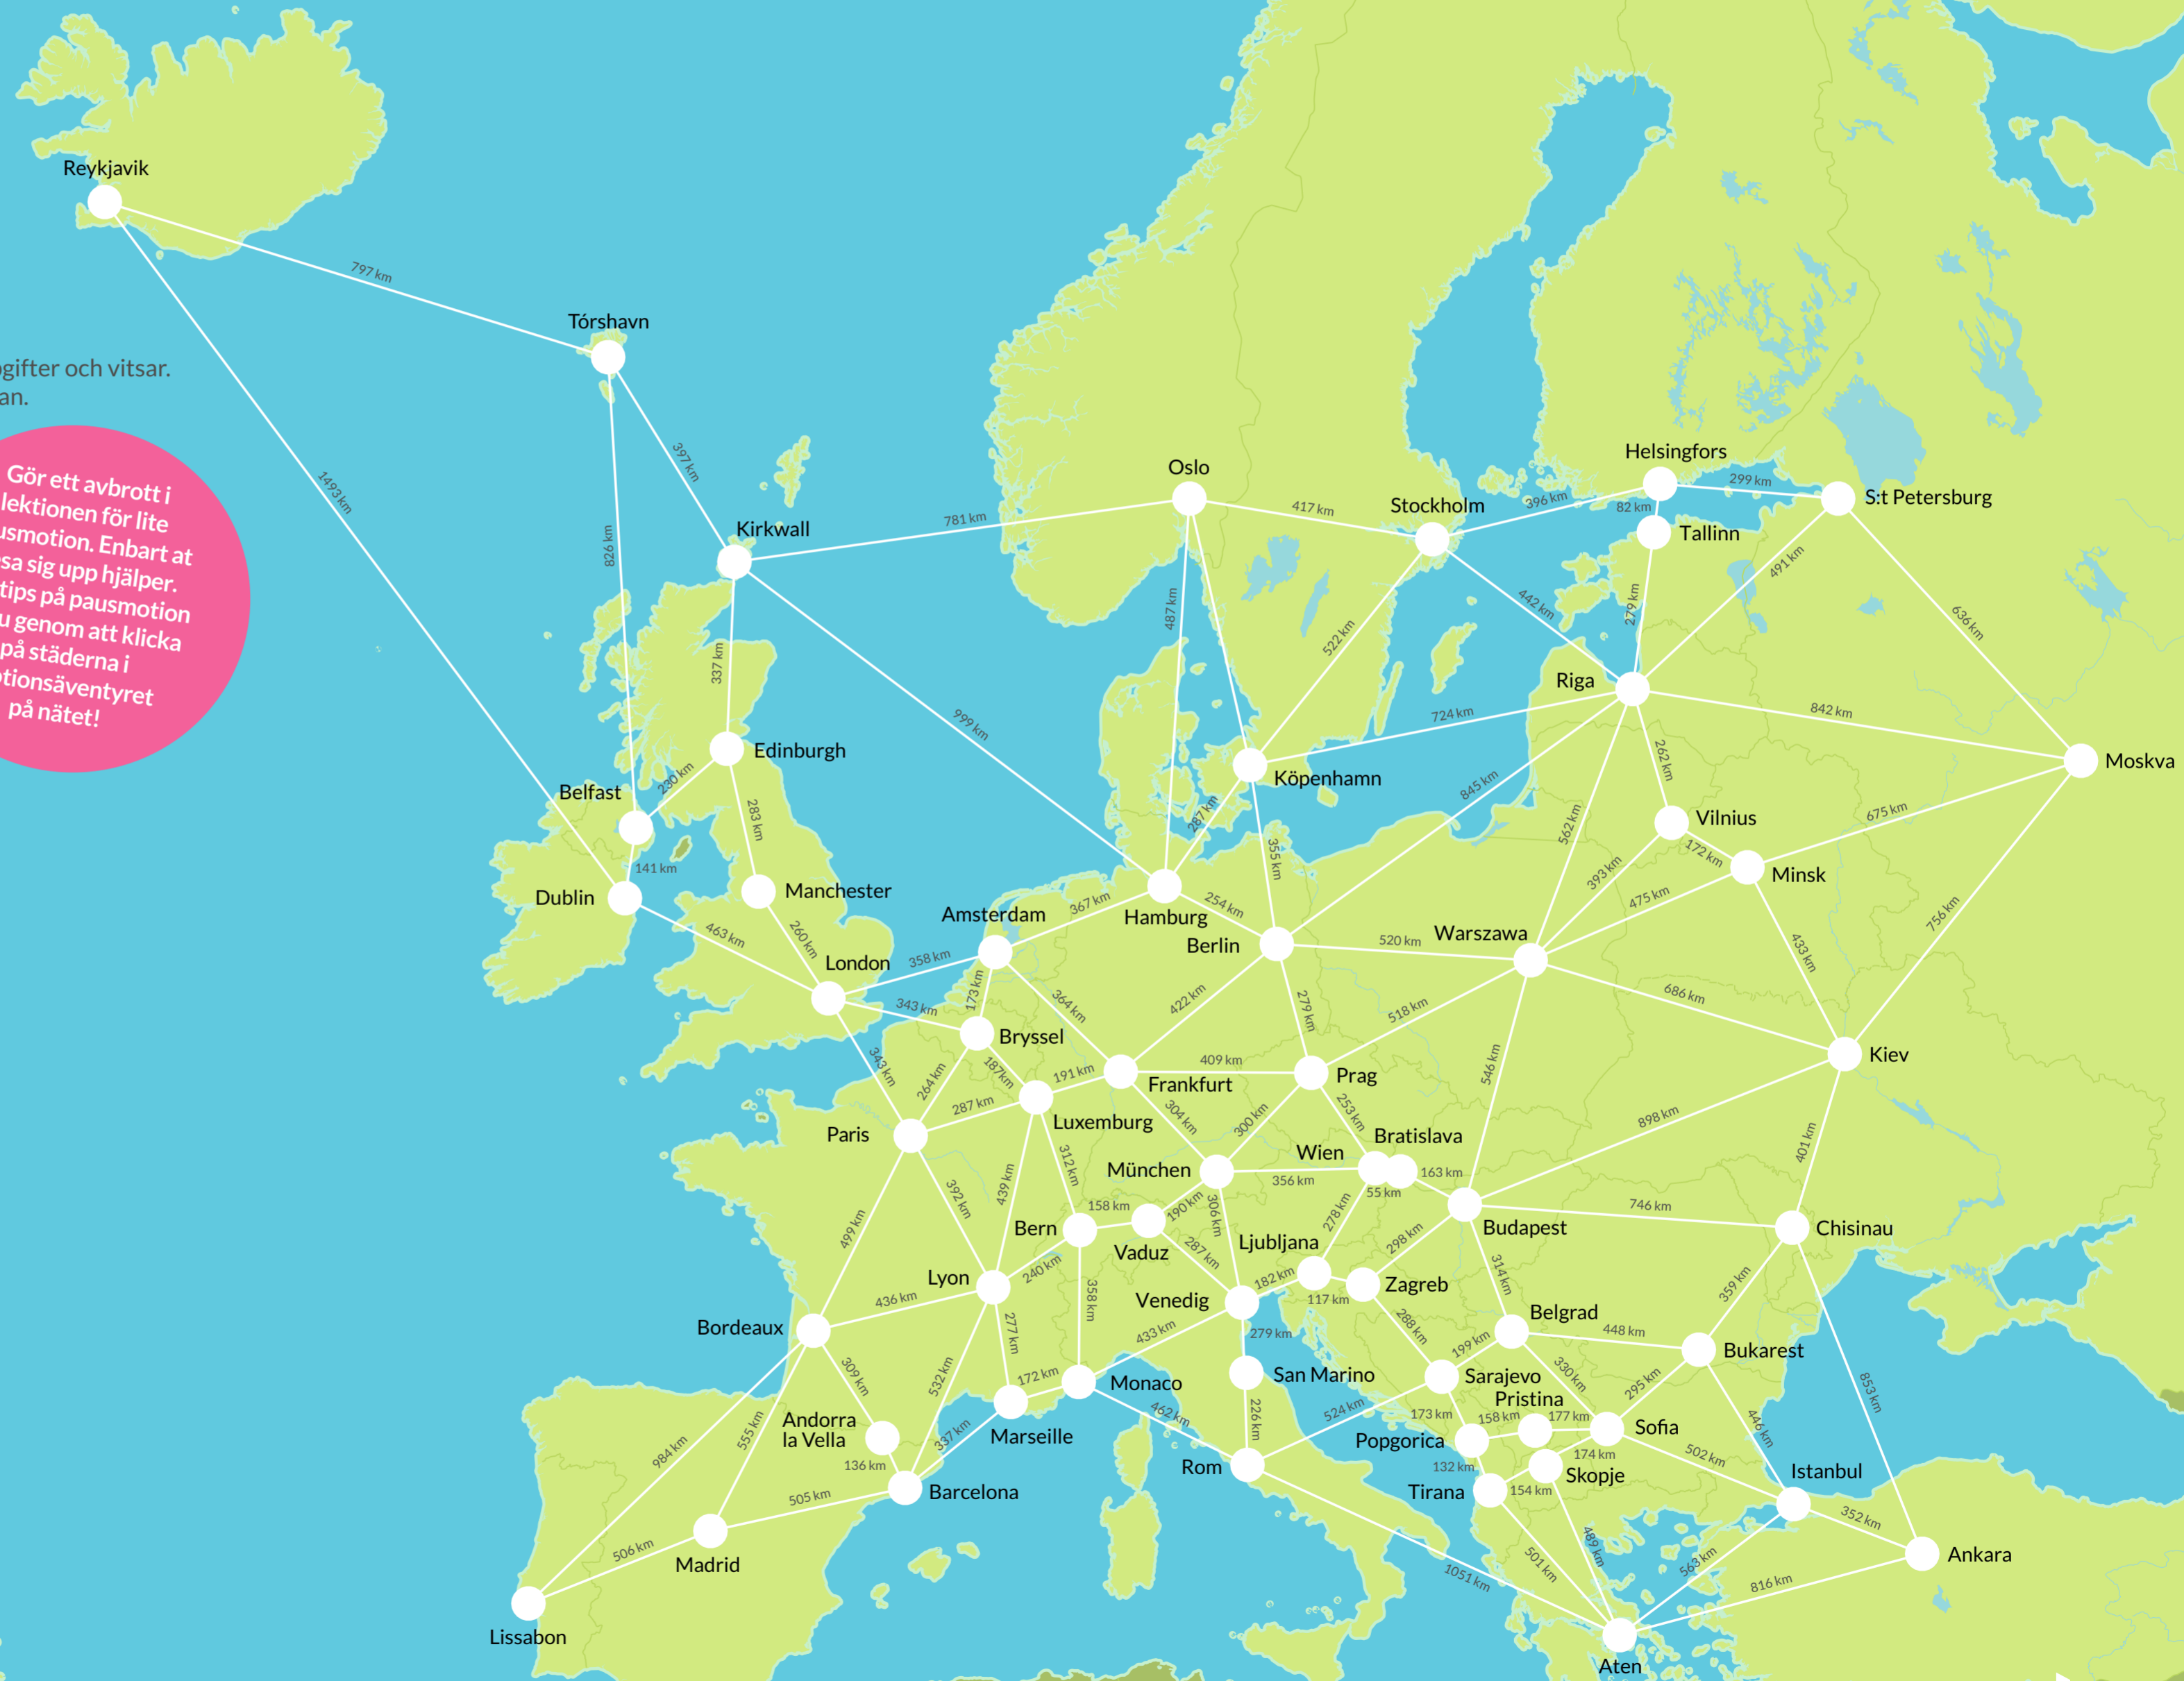 Reykjavik
797 km
Tórshavn
gifter och vitsar.
an.
397 km
1493 km
Gör ett avbrott i
lektionen för lite
usmotion. Enbart at
sa sig upp hjälper.
tips på pausmotion
u genom att klicka
på städerna i
tionsäventyret
på nätet!
826 km
Kirkwall
781 km
Oslo
417 km
Stockholm
396 km
Helsingfors
299 km
82 km
S:t Petersburg
Tallinn
491 km
487 km
442 km
279 km
636 km
337 km
522 km
Riga
999 km
724 km
842 km
Edinburgh
230 km
Belfast
283 km
Köpenhamn
287 km
845 km
262 km
Moskva
562 km
Vilnius
675 km
141 km
355 km
172 km
393 km
Minsk
Dublin
Manchester
Amsterdam
367 km
Hamburg
254 km
475 km
756 km
463 km
260 km
London
358 km
Berlin
520 km
Warszawa
433 km
343 km
173 km
364 km
422 km
279 km
518 km
686 km
Bryssel
343 km
264 km
187km
191 km
409 km
Frankfurt
Prag
546 km
Kiev
287 km
Luxemburg
304 km
300 km
253 km
898 km
Paris
Bratislava
401 km
312 km
München
Wien
163 km
356 km
55 km
392 km
439 km
158 km
190 km
306 km
278 km
746 km
499 km
Bern
Vaduz
287 km
Ljubljana
298 km
Budapest
Chisinau
Lyon
240 km
182 km
314 km
359 km
436 km
358 km
Venedig
117 km
Zagreb
Bordeaux
277 km
433 km
279 km
288 km
Belgrad
448 km
199 km
Bukarest
309 km
532 km
172 km
Monaco
San Marino
Sarajevo
330 km
295 km
853 km
Andorra
la Vella
555 km
337 km
Marseille
462 km
226 km
524 km
173 km
Pristina
158 km
177 km
Sofia
446 km
984 km
136 km
Popgorica
174 km
502 km
Rom
132 km
Skopje
Istanbul
505 km
Barcelona
Tirana
154 km
352 km
506 km
Madrid
489 km
501 km
563 km
Ankara
1051 km
816 km
Lissabon
Aten